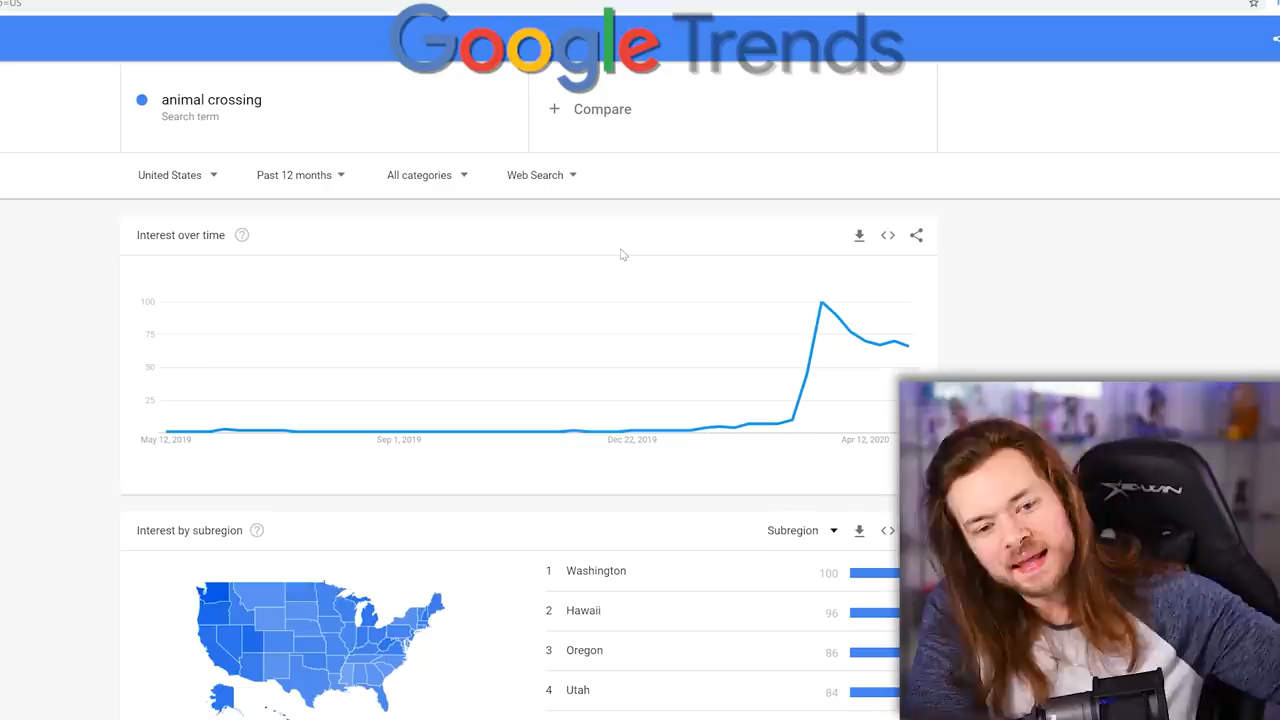 =US
Google Trends
animal crossing
Search term
+ Compare
United States
Past 12 months
All categories
Web Search
Interest over time ?
100
75
50
25
May 12, 2019
Sep 1, 2019
Dec 22, 2019
Apr 12, 2020
Interest by subregion ?
Subregion
1 Washington 100
2 Hawaii 96
3 Oregon 86
4 Utah 84